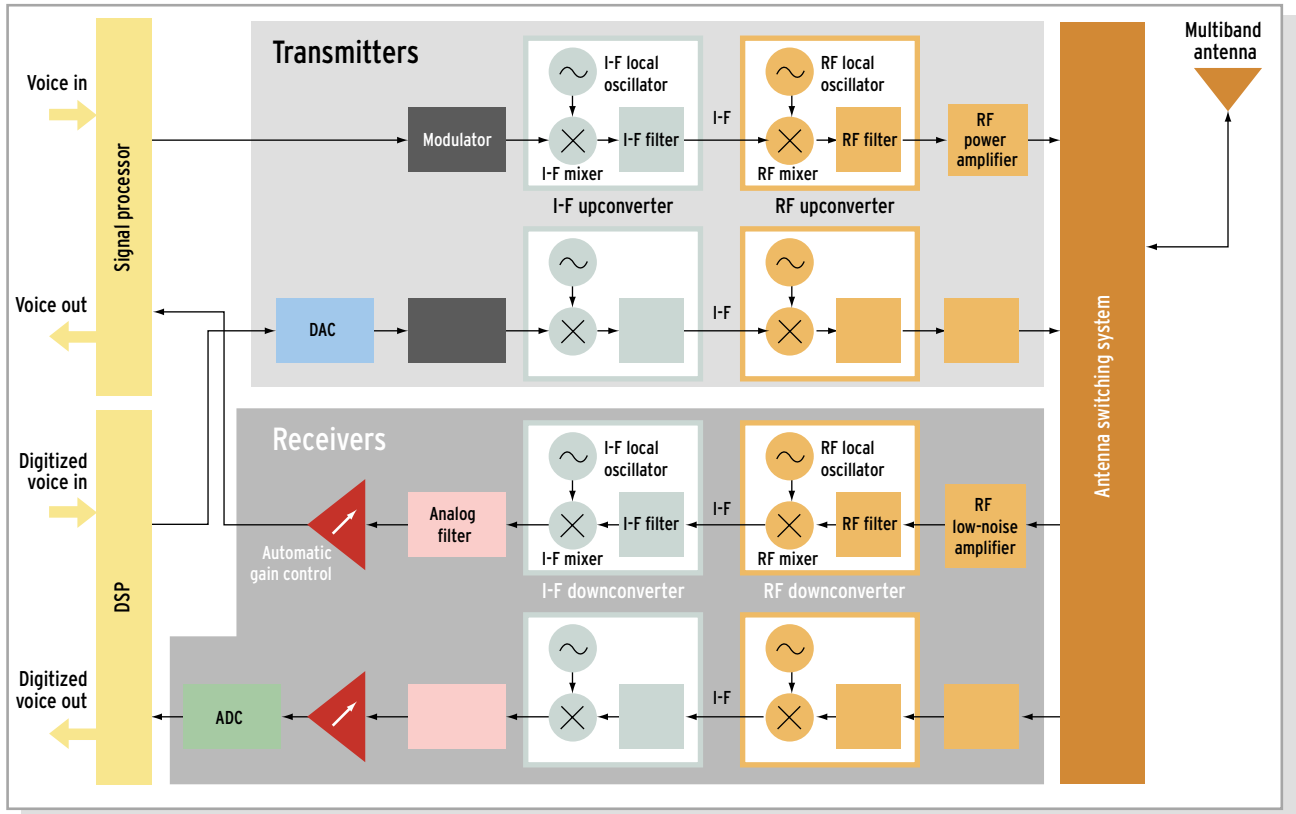 Transmitters
Multiband
antenna
Voice in
I-F local
oscillator
RF local
oscillator
Modulator
I-F filter
I-F
RF filter
RF
power
amplifier
I-F mixer
RF mixer
I-F upconverter
RF upconverter
Signal processor
Voice out
DAC
I-F
I-F
Antenna switching system
Receivers
I-F local
oscillator
RF local
oscillator
Digitized
voice in
Analog
filter
I-F filter
RF filter
RF
low-noise
amplifier
Automatic
gain control
I-F mixer
RF mixer
I-F downconverter
RF downconverter
DSP
Digitized
voice out
ADC
I-F